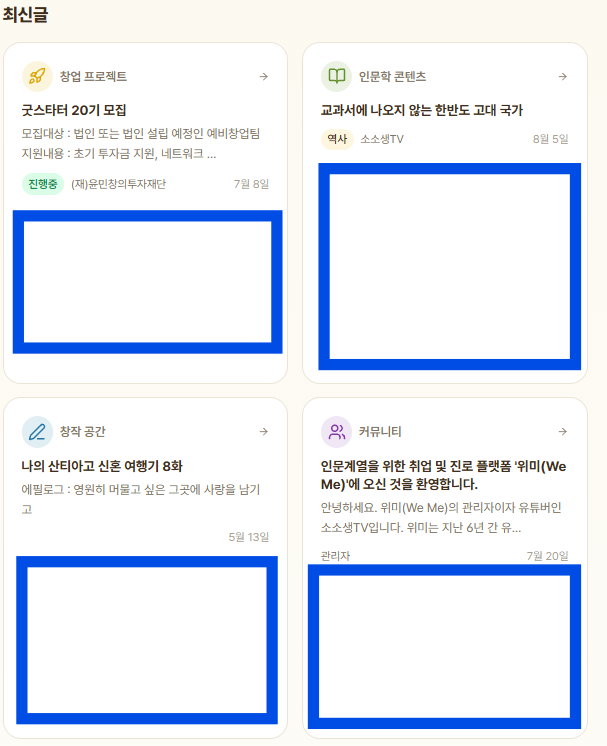 최신글
창업 프로젝트
굿스타터 20기 모집
모집대상 : 법인 또는 법인 설립 예정인 예비창업팀
지원내용 : 초기 투자금 지원, 네트워크 ...
진행중 (재)윤민창의투자재단 7월 8일
인문학 콘텐츠
교과서에 나오지 않는 한반도 고대 국가
역사 소소생TV 8월 5일
창작 공간
나의 산티아고 신혼 여행기 8화
에필로그 : 영원히 머물고 싶은 그곳에 사랑을 남기
고
5월 13일
커뮤니티
인문계열을 위한 취업 및 진로 플랫폼 '위미(We
Me)'에 오신 것을 환영합니다.
안녕하세요. 위미(We Me)의 관리자이자 유튜버인
소소생TV입니다. 위미는 지난 6년 간 유...
관리자 7월 20일